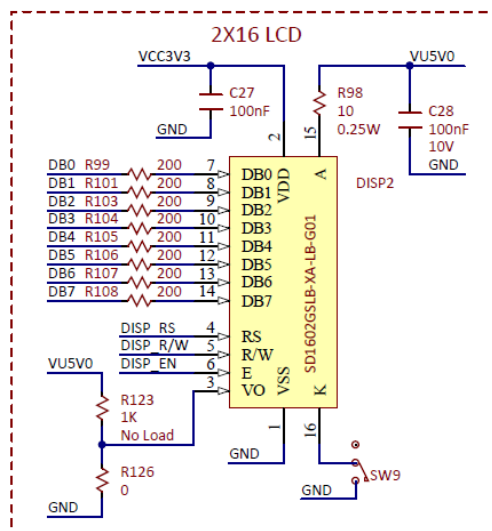 2X16 LCD
VCC3V3
VU5V0
C27
100nF
GND
R98
10
0.25W
C28
100nF
10V
GND
2
15
DISP2
DB0 R99 200 7 DB0
DB1 R101 200 8 DB1
DB2 R103 200 9 DB2
DB3 R104 200 10 DB3
DB4 R105 200 11 DB4
DB5 R106 200 12 DB5
DB6 R107 200 13 DB6
DB7 R108 200 14 DB7
VDD
A
SD1602GSLB-XA-LB-G01
DISP_RS 4 RS
DISP_R/W 5 R/W
DISP_EN 6 E
3 VO
VSS
K
VU5V0
R123
1K
No Load
R126
0
GND
1
16
GND
GND
SW9